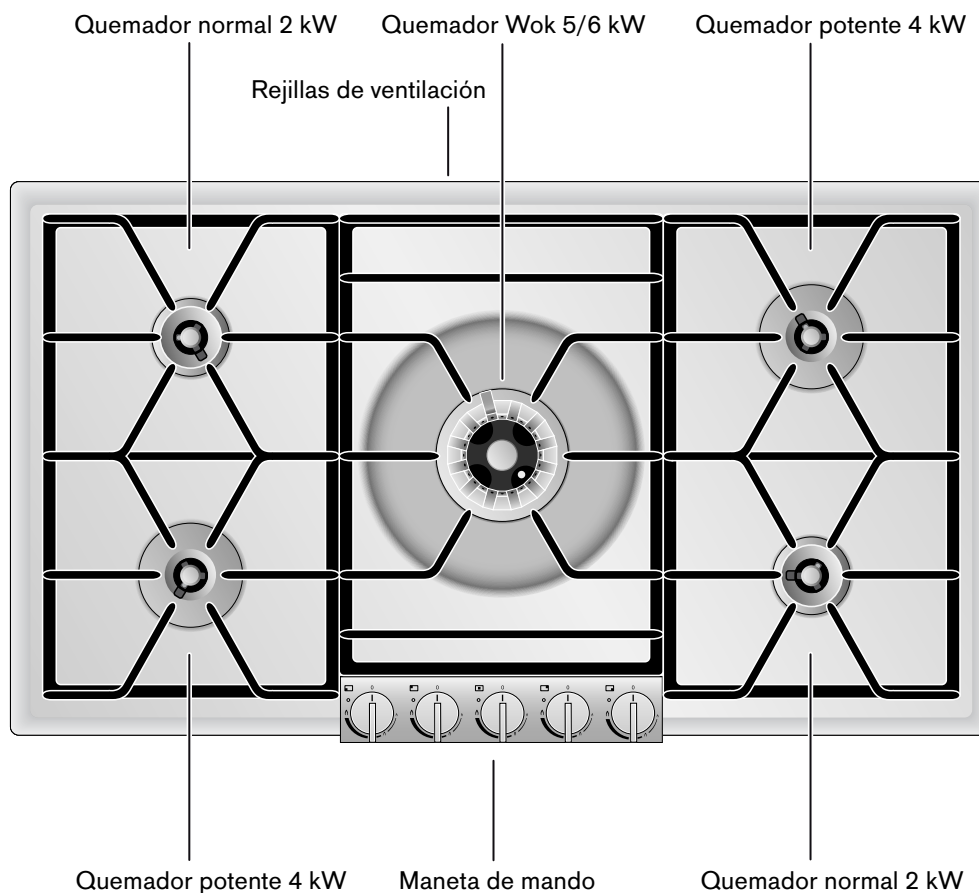 Quemador normal 2 kW
Quemador Wok 5/6 kW
Quemador potente 4 kW
Rejillas de ventilación
Quemador potente 4 kW
Maneta de mando
Quemador normal 2 kW